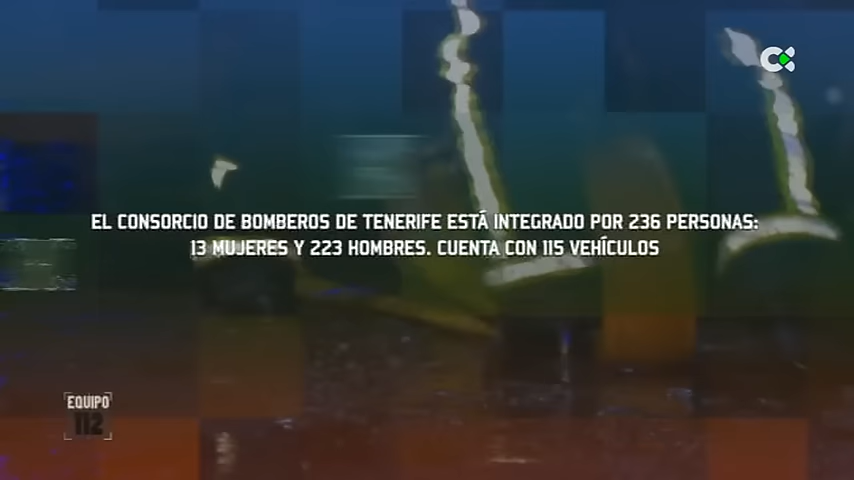 EL CONSORCIO DE BOMBEROS DE TENERIFE ESTÁ INTEGRADO POR 236 PERSONAS:
13 MUJERES Y 223 HOMBRES. CUENTA CON 115 VEHÍCULOS
EQUIPO
112